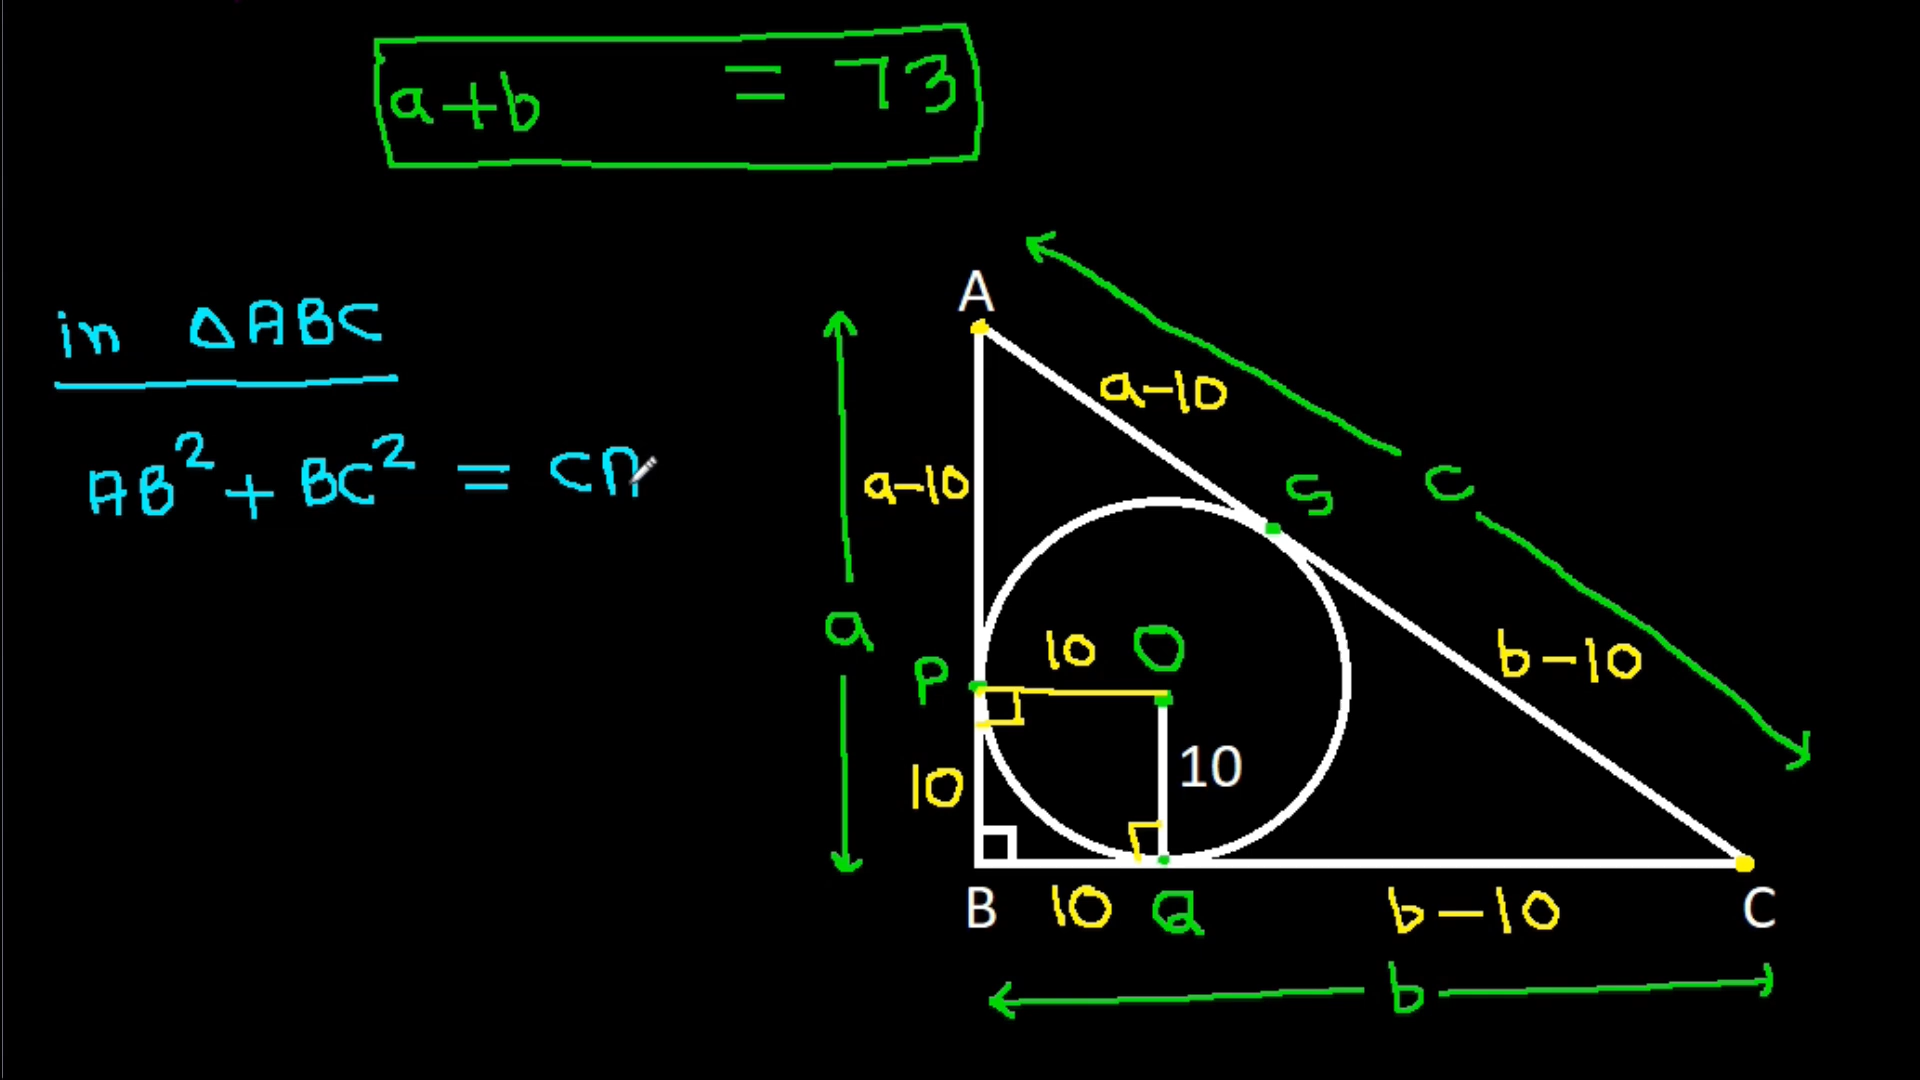 a+b = 73
in ΔABC
AB² + BC² = CA
A
a-10
a-10
S
C
a
P
10
O
b-10
10
10
B
10
Q
b-10
C
b